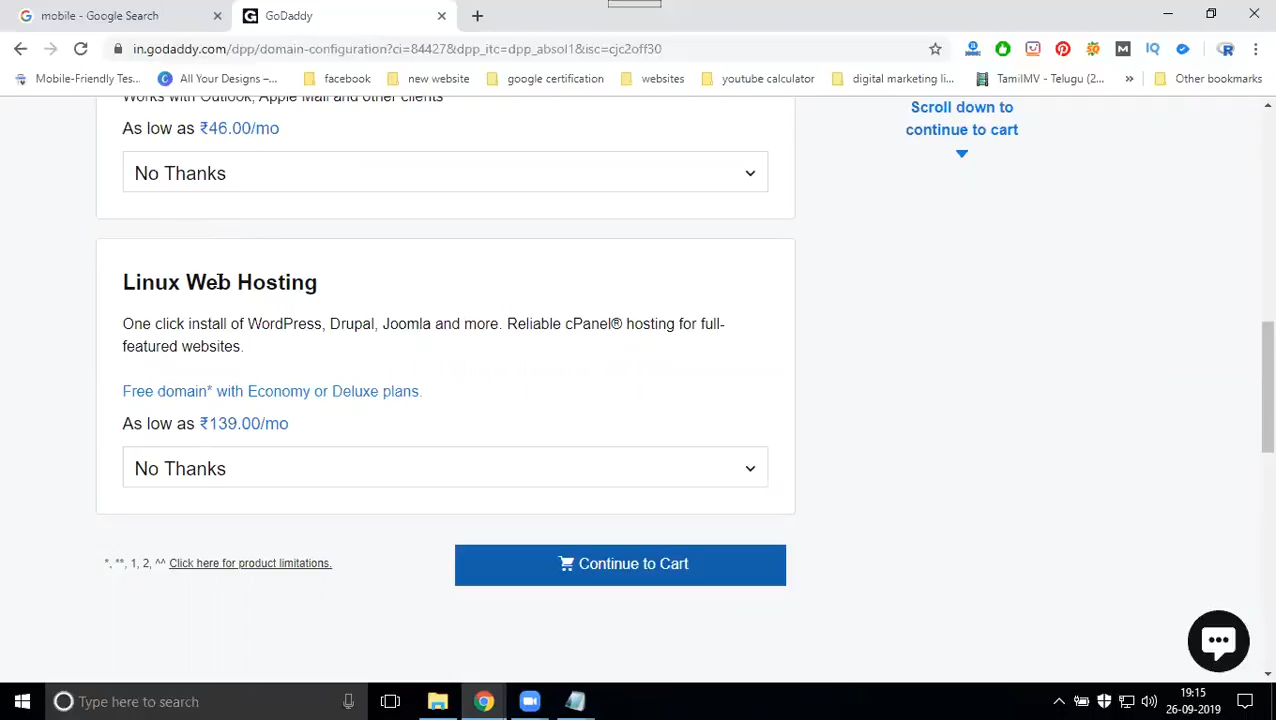 mobile - Google Search
GoDaddy
in.godaddy.com/dpp/domain-configuration?ci=84427&dpp_itc=dpp_absol1&isc=cjc2off30
Mobile-Friendly Tes...
All Your Designs –...
facebook
new website
google certification
websites
youtube calculator
digital marketing li...
TamilMV - Telugu (2...
»
Other bookmarks
Works with Outlook, Apple Mail and other clients
As low as ₹46.00/mo
No Thanks
Scroll down to
continue to cart
Linux Web Hosting
One click install of WordPress, Drupal, Joomla and more. Reliable cPanel® hosting for full-
featured websites.
Free domain* with Economy or Deluxe plans.
As low as ₹139.00/mo
No Thanks
*, **, 1, 2, ^^ Click here for product limitations.
Continue to Cart
Type here to search
19:15
26-09-2019